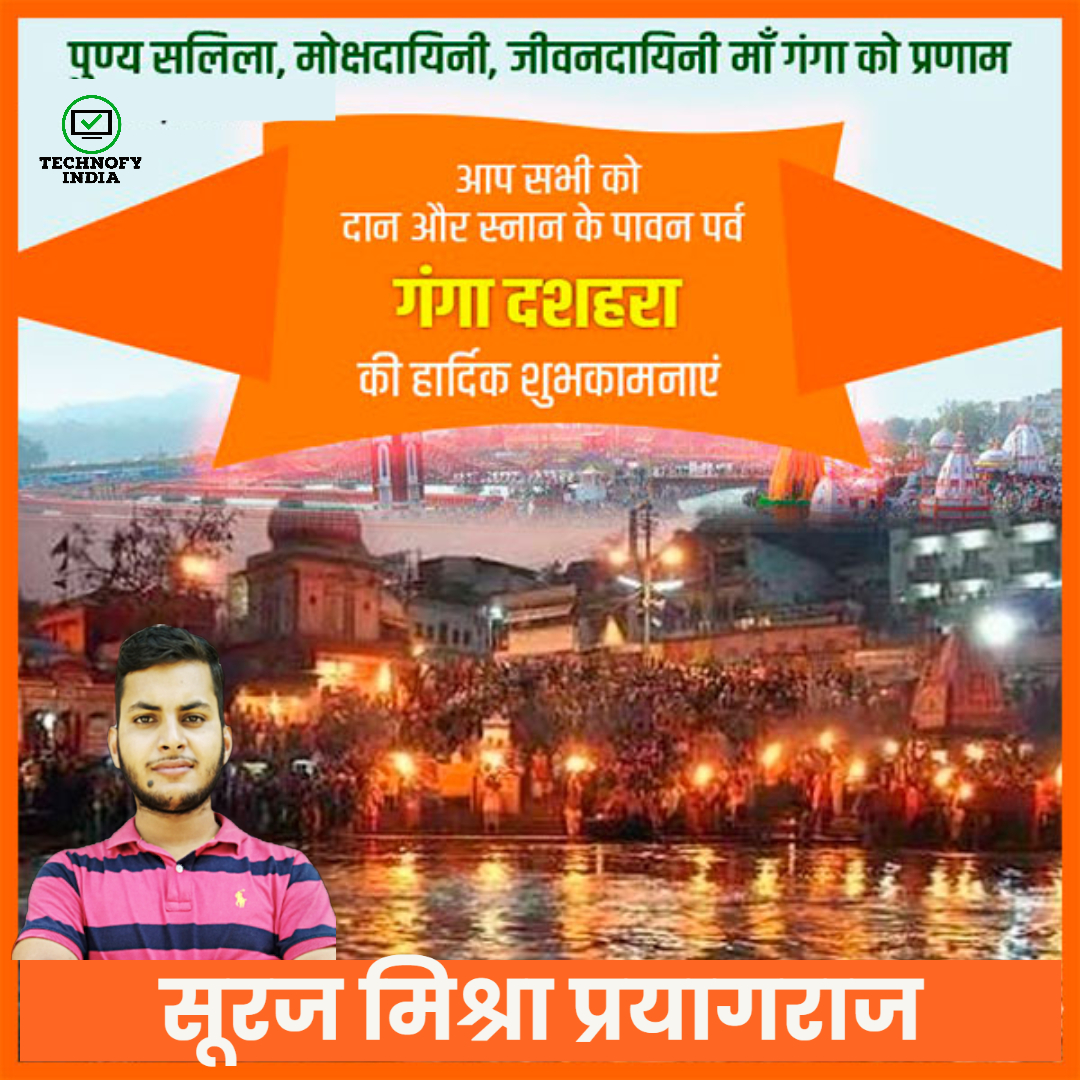 पुण्य सलिला, मोक्षदायिनी, जीवनदायिनी माँ गंगा को प्रणाम
TECHNOFY
INDIA
आप सभी को
दान और स्नान के पावन पर्व
गंगा दशहरा
की हार्दिक शुभकामनाएं
सूरज मिश्रा प्रयागराज